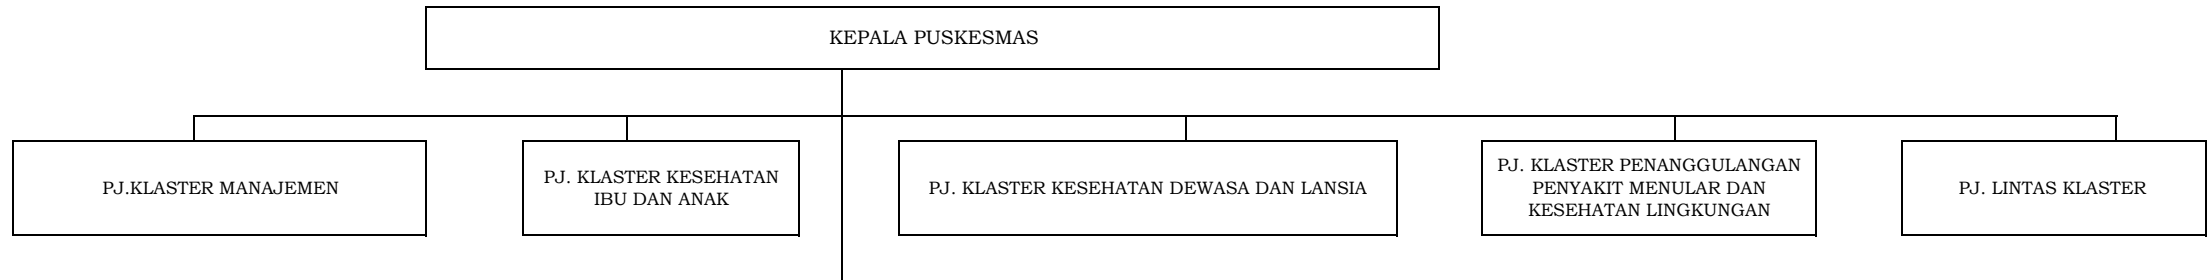 KEPALA PUSKESMAS
PJ.KLASTER MANAJEMEN
PJ. KLASTER KESEHATAN
IBU DAN ANAK
PJ. KLASTER KESEHATAN DEWASA DAN LANSIA
PJ. KLASTER PENANGGULANGAN
PENYAKIT MENULAR DAN
KESEHATAN LINGKUNGAN
PJ. LINTAS KLASTER